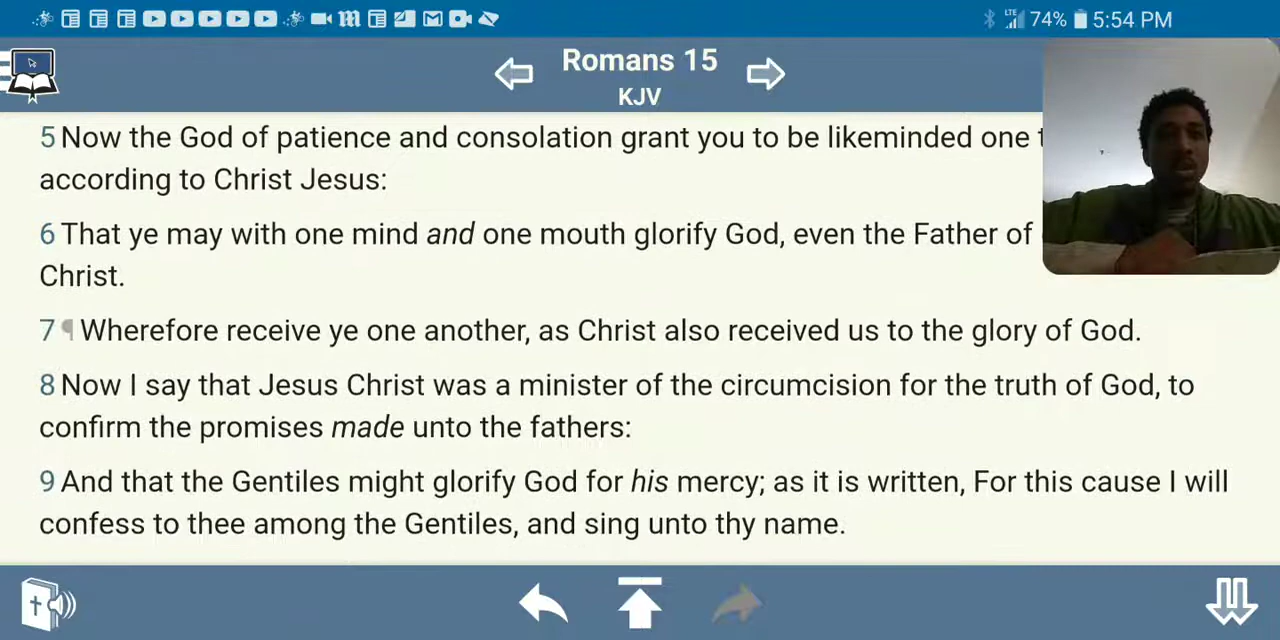 74% 5:54 PM
Romans 15
KJV
5 Now the God of patience and consolation grant you to be likeminded one
according to Christ Jesus:
6 That ye may with one mind and one mouth glorify God, even the Father of
Christ.
7 ¶ Wherefore receive ye one another, as Christ also received us to the glory of God.
8 Now I say that Jesus Christ was a minister of the circumcision for the truth of God, to
confirm the promises made unto the fathers:
9 And that the Gentiles might glorify God for his mercy; as it is written, For this cause I will
confess to thee among the Gentiles, and sing unto thy name.